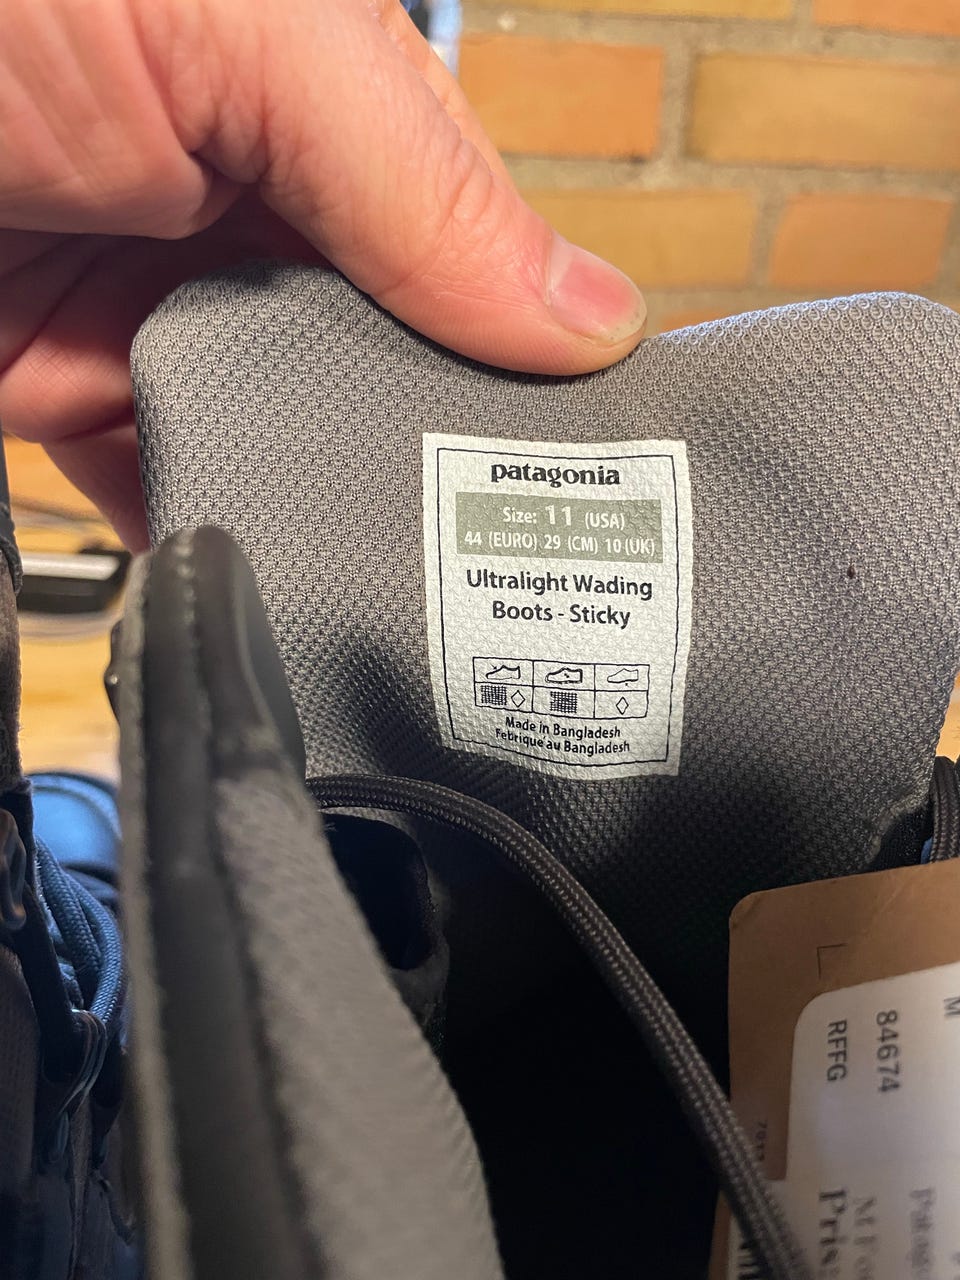 patagonia
Size: 11 (USA)
44 (EURO) 29 (CM) 10 (UK)
Ultralight Wading
Boots - Sticky
Made in Bangladesh
Febriqué au Bangladesh
M
84674
RFFG